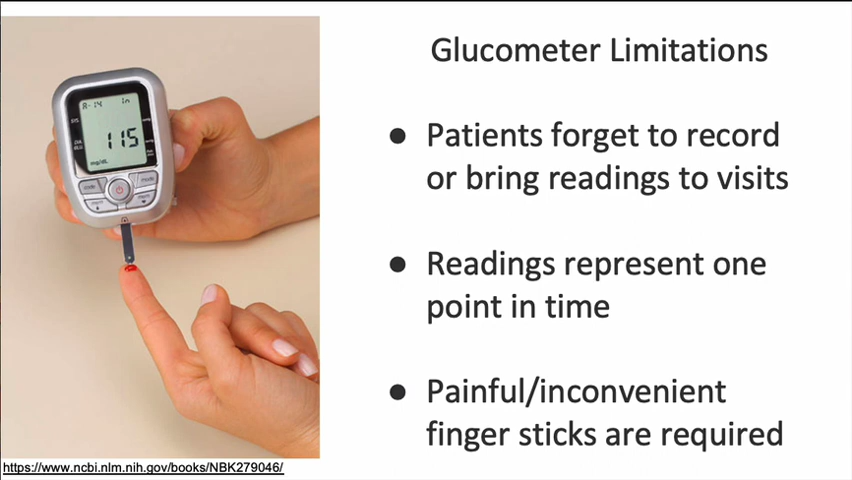 Glucometer Limitations
● Patients forget to record
or bring readings to visits
● Readings represent one
point in time
● Painful/inconvenient
finger sticks are required
115
mg/dL
https://www.ncbi.nlm.nih.gov/books/NBK279046/